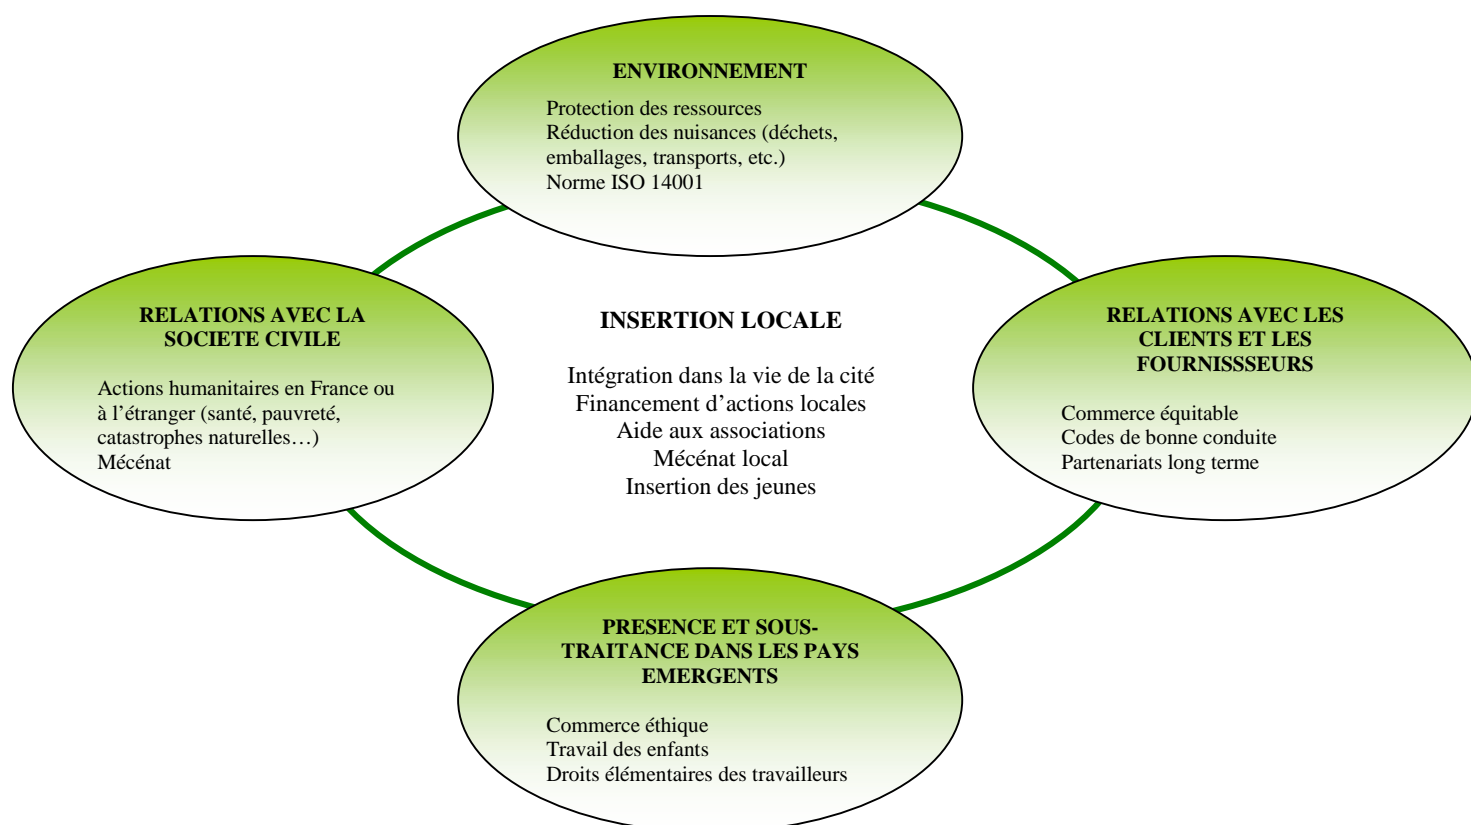 ENVIRONNEMENT
Protection des ressources
Réduction des nuisances (déchets,
emballages, transports, etc.)
Norme ISO 14001
RELATIONS AVEC LA
SOCIETE CIVILE
Actions humanitaires en France ou
à l’étranger (santé, pauvreté,
catastrophes naturelles…)
Mécénat
INSERTION LOCALE
Intégration dans la vie de la cité
Financement d’actions locales
Aide aux associations
Mécénat local
Insertion des jeunes
RELATIONS AVEC LES
CLIENTS ET LES
FOURNISSSEURS
Commerce équitable
Codes de bonne conduite
Partenariats long terme
PRESENCE ET SOUS-
TRAITANCE DANS LES PAYS
EMERGENTS
Commerce éthique
Travail des enfants
Droits élémentaires des travailleurs